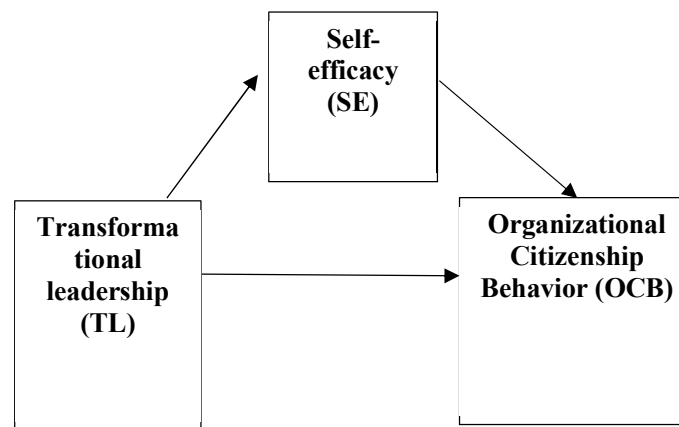 Self-
efficacy
(SE)
Transforma
tional
leadership
(TL)
Organizational
Citizenship
Behavior (OCB)